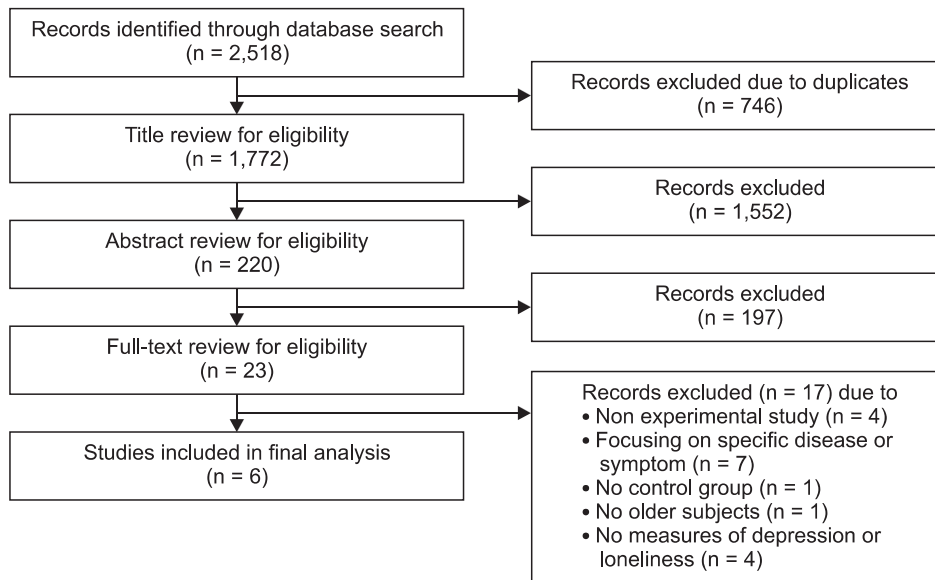 Records identified through database search
(n = 2,518)
Records excluded due to duplicates
(n = 746)
Title review for eligibility
(n = 1,772)
Records excluded
(n = 1,552)
Abstract review for eligibility
(n = 220)
Records excluded
(n = 197)
Full-text review for eligibility
(n = 23)
Records excluded (n = 17) due to
• Non experimental study (n = 4)
• Focusing on specific disease or
symptom (n = 7)
• No control group (n = 1)
• No older subjects (n = 1)
• No measures of depression or
loneliness (n = 4)
Studies included in final analysis
(n = 6)